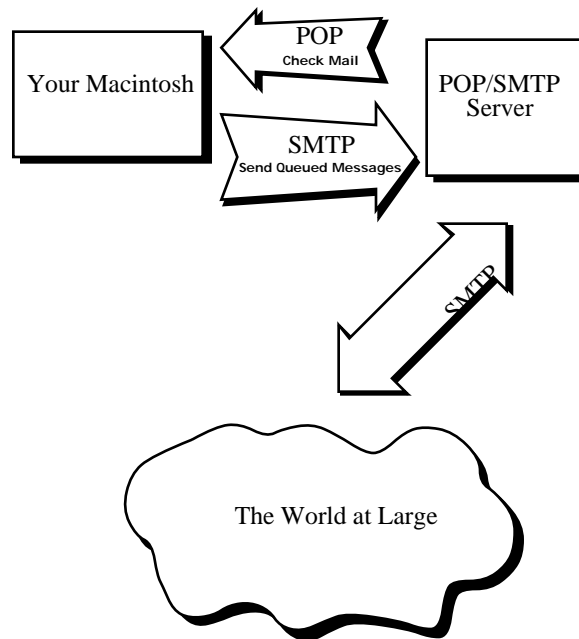 POP
Check Mail
Your Macintosh
POP/SMTP
Server
SMTP
Send Queued Messages
SMTP
The World at Large